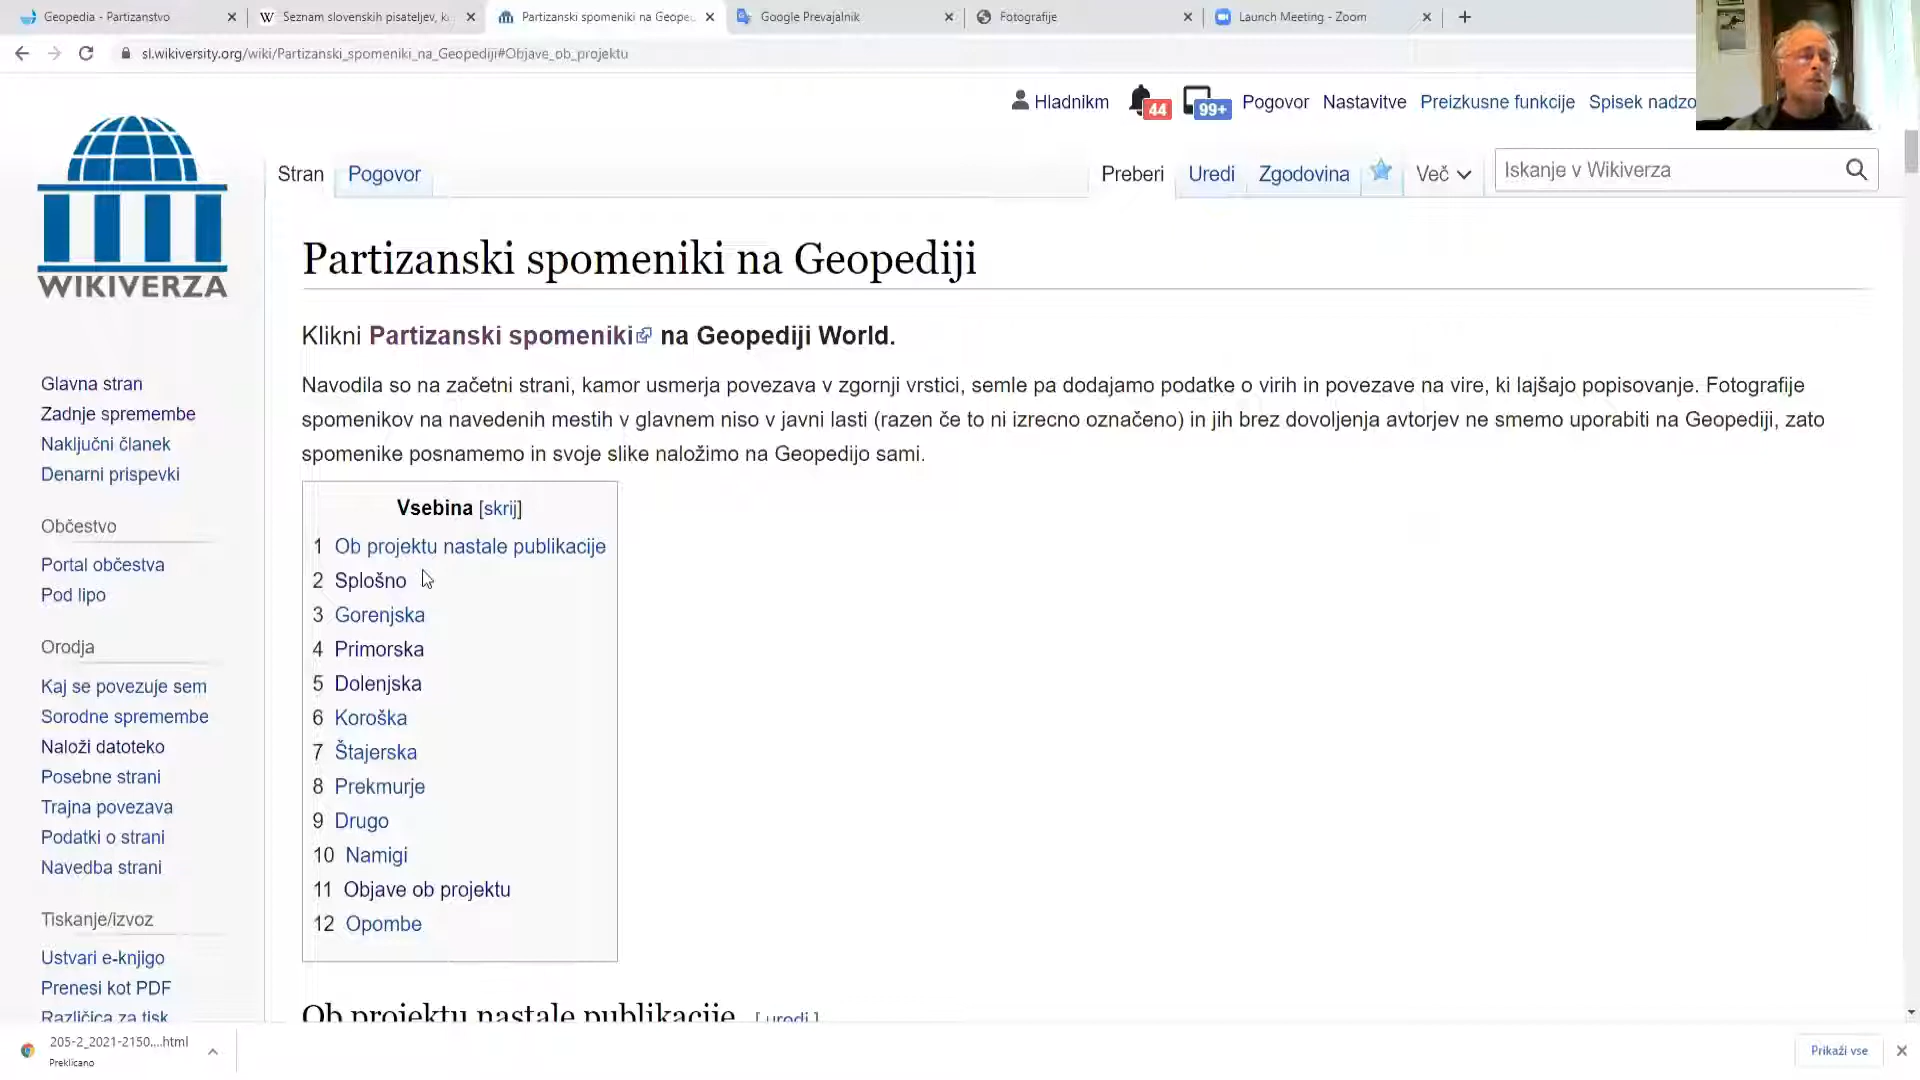 Geopedia - Partizanstvo
Seznam slovenskih pisateljev, k
Partizanski spomeniki na Geope
Google Prevajalnik
Fotografije
Launch Meeting - Zoom
sl.wikiversity.org/wiki/Partizanski_spomeniki_na_Geopediji#Objave_ob_projektu
Hladnikm
44
99+
Pogovor
Nastavitve
Preizkusne funkcije
Spisek nadzo
WIKIVERZA
Stran
Pogovor
Preberi
Uredi
Zgodovina
Več
Iskanje v Wikiverza
Partizanski spomeniki na Geopediji
Klikni Partizanski spomeniki na Geopediji World.
Navodila so na začetni strani, kamor usmerja povezava v zgornji vrstici, semle pa dodajamo podatke o virih in povezave na vire, ki lajšajo popisovanje. Fotografije
spomenikov na navedenih mestih v glavnem niso v javni lasti (razen če to ni izrecno označeno) in jih brez dovoljenja avtorjev ne smemo uporabiti na Geopediji, zato
spomenike posnamemo in svoje slike naložimo na Geopedijo sami.
Glavna stran
Zadnje spremembe
Naključni članek
Denarni prispevki
Občestvo
Portal občestva
Pod lipo
Orodja
Kaj se povezuje sem
Sorodne spremembe
Naloži datoteko
Posebne strani
Trajna povezava
Podatki o strani
Navedba strani
Tiskanje/izvoz
Ustvari e-knjigo
Prenesi kot PDF
Različica za tisk
Vsebina [skrij]
1 Ob projektu nastale publikacije
2 Splošno
3 Gorenjska
4 Primorska
5 Dolenjska
6 Koroška
7 Štajerska
8 Prekmurje
9 Drugo
10 Namigi
11 Objave ob projektu
12 Opombe
Ob projektu nastale publikacije [ uredi ]
205-2_2021-2150....html
Preklicano
Prikaži vse